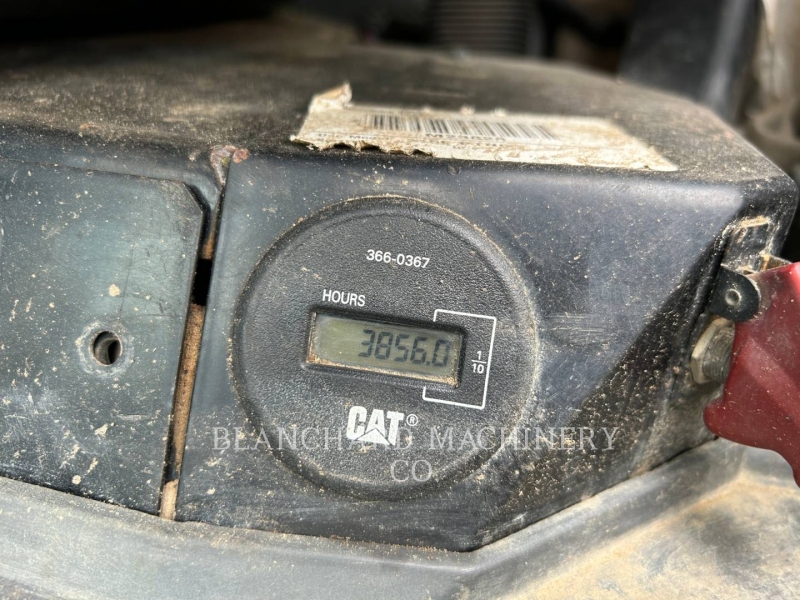 366-0367
HOURS
3856.0
1
10
CAT®
BLANCHARD MACHINERY
CO.